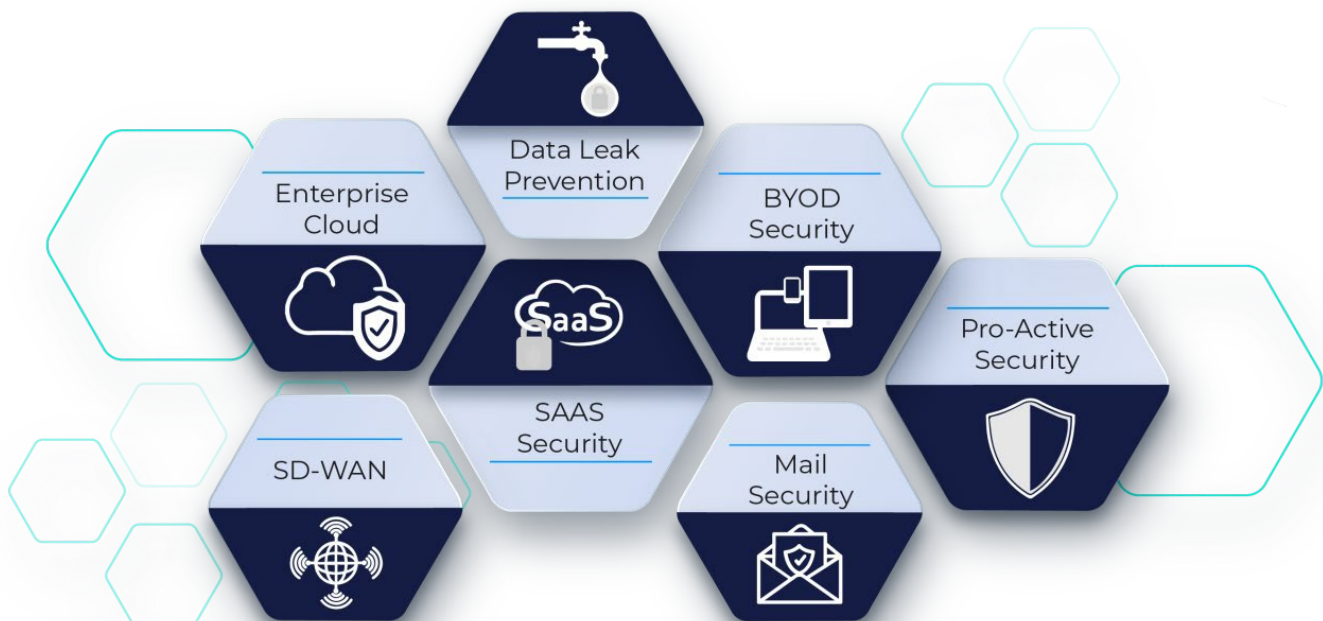 Data Leak
Prevention
Enterprise
Cloud
BYOD
Security
SaaS
Pro-Active
Security
SAAS
Security
SD-WAN
Mail
Security